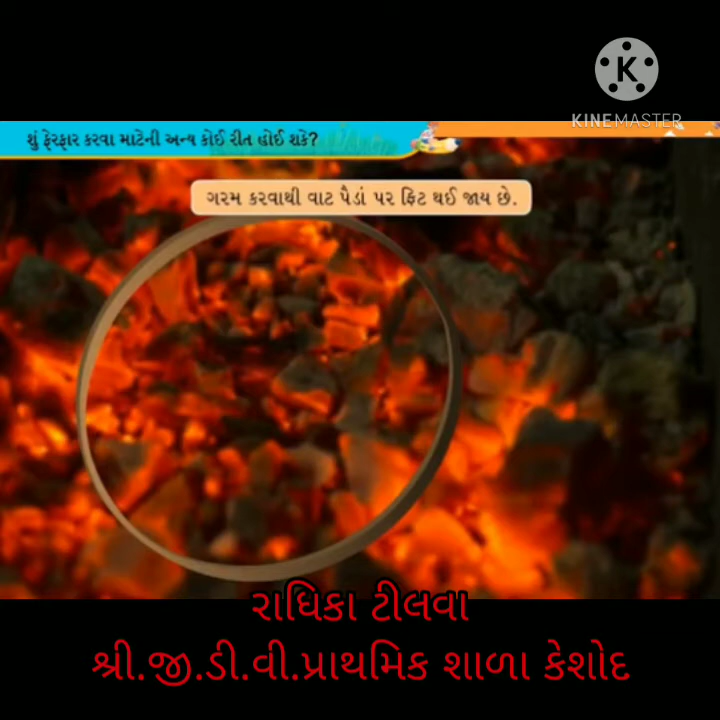 KINEMASTER
શું ફેરફાર કરવા માટેની અન્ય કોઈ રીત હોઈ શકે?
ગરમ કરવાથી વાટ પૈડાં પર ફિટ થઈ જાય છે.
રાધિકા ટીલવા
શ્રી.જી.ડી.વી.પ્રાથમિક શાળા કેશોદ